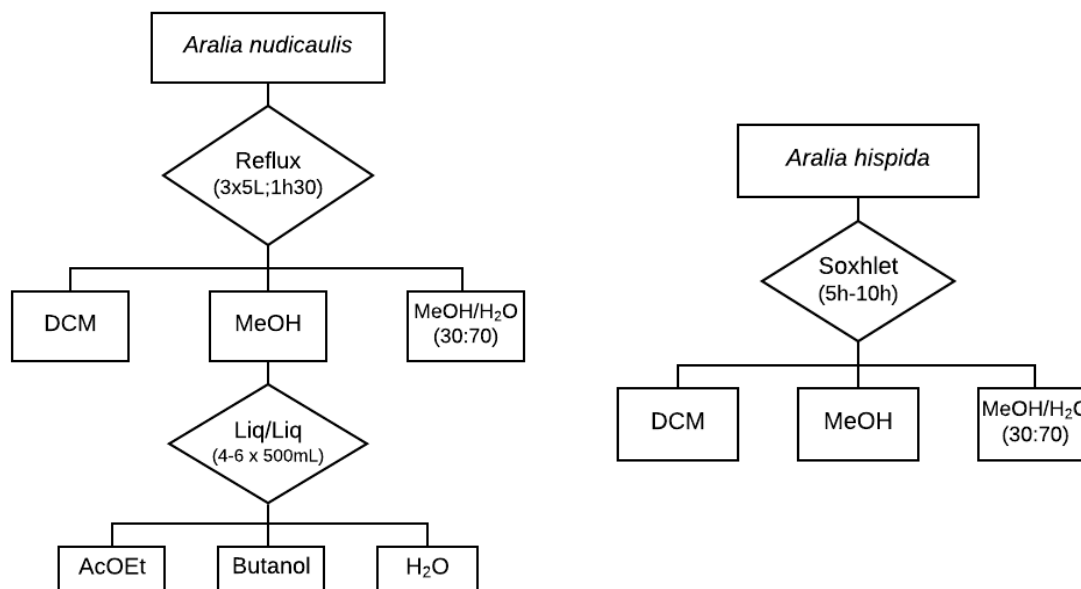 Aralia nudicaulis
Reflux
(3x5L;1h30)
DCM
MeOH
MeOH/H₂O
(30:70)
Liq/Liq
(4-6 x 500mL)
AcOEt
Butanol
H₂O
Aralia hispida
Soxhlet
(5h-10h)
DCM
MeOH
MeOH/H₂O
(30:70)